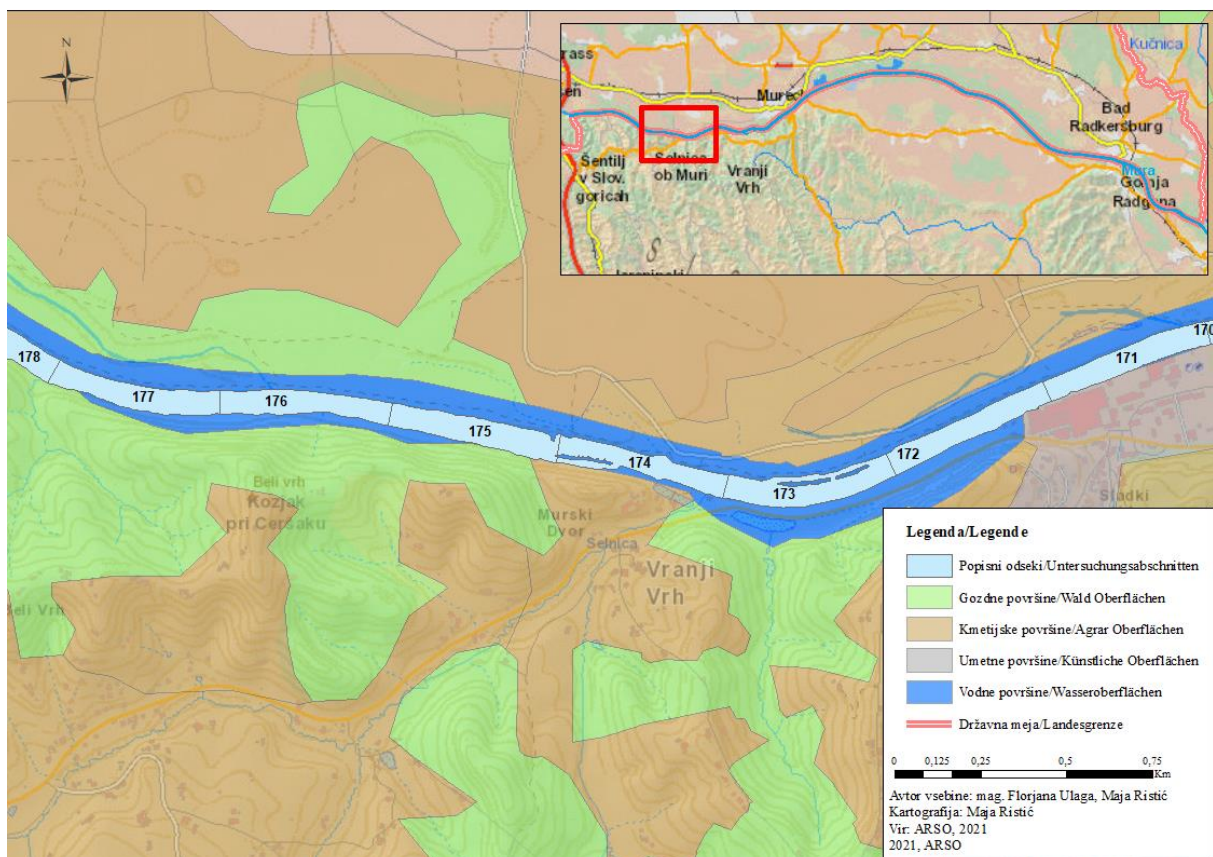 N
rass
Kučnica
Mureck
Bad
Radkersburg
Šentilj
v Slov.
goricah
Selnica
ob Muri
Vranji
Vrh
Mura
Gornja
Radgona
S
178
177
176
175
174
173
172
171
170
Beli vrh
Kozjak
pri Ceršaku
Murski
Dvor
Selnica
Vranji
Vrh
Beli Vrh
Sladki
Legenda/Legende
Popisni odseki/Untersuchungsabschnitten
Gozdne površine/Wald Oberflächen
Kmetijske površine/Agrar Oberflächen
Umetne površine/Künstliche Oberflächen
Vodne površine/Wasseroberflächen
Državna meja/Landesgrenze
0 0,125 0,25 0,5 0,75
Km
Avtor vsebine: mag. Florjana Ulaga, Maja Ristić
Kartografija: Maja Ristić
Vir: ARSO, 2021
2021, ARSO